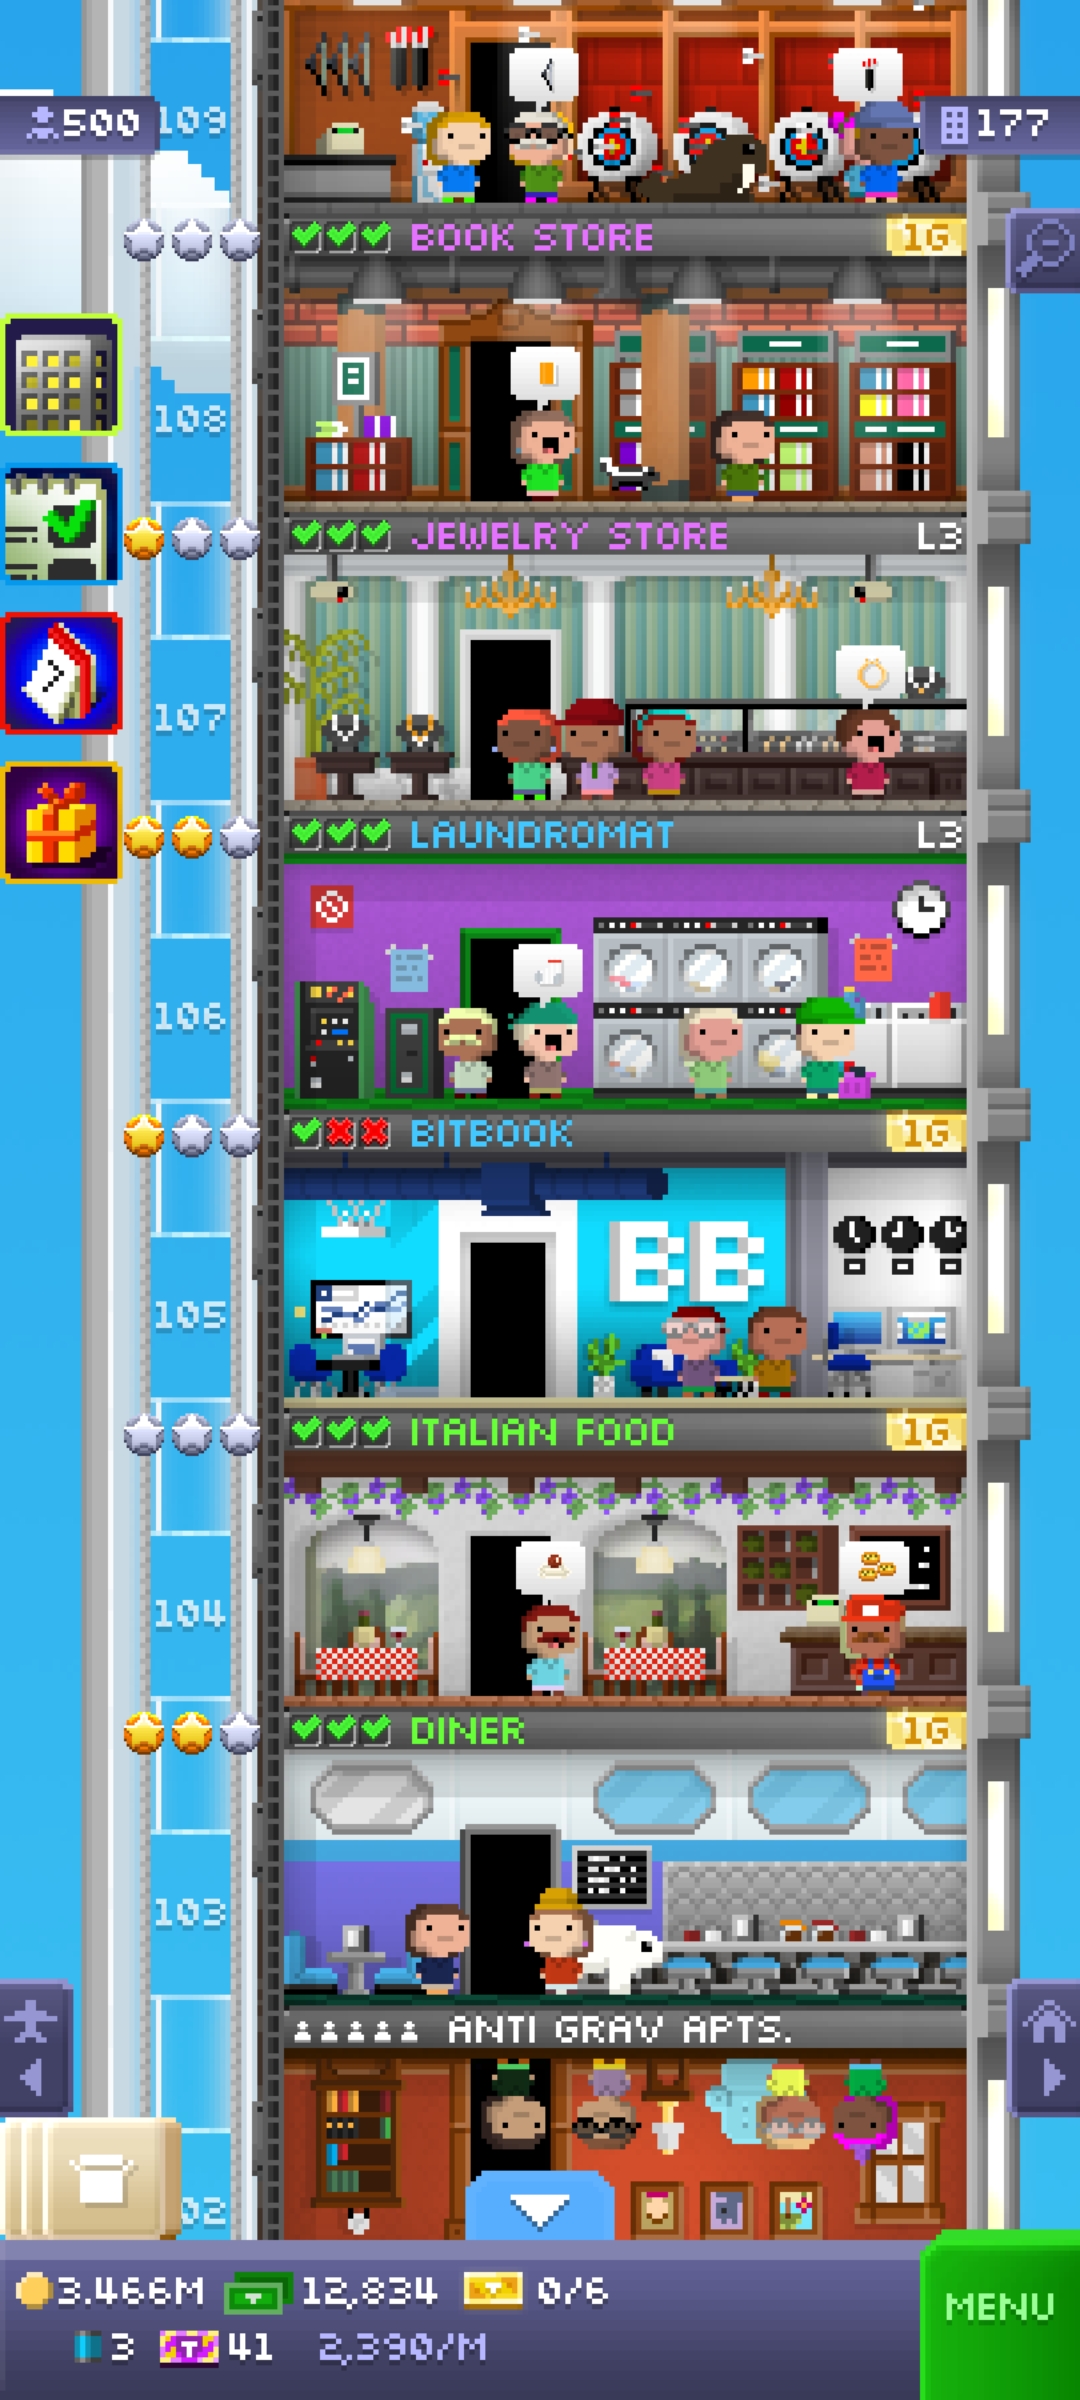 500
109
177
BOOK STORE
1G
108
JEWELRY STORE
L3
107
LAUNDROMAT
L3
106
BITBOOK
1G
BB
105
ITALIAN FOOD
1G
104
DINER
1G
103
ANTI GRAV APTS.
02
3.466M
12,834
0/6
MENU
3
41
2,390/M